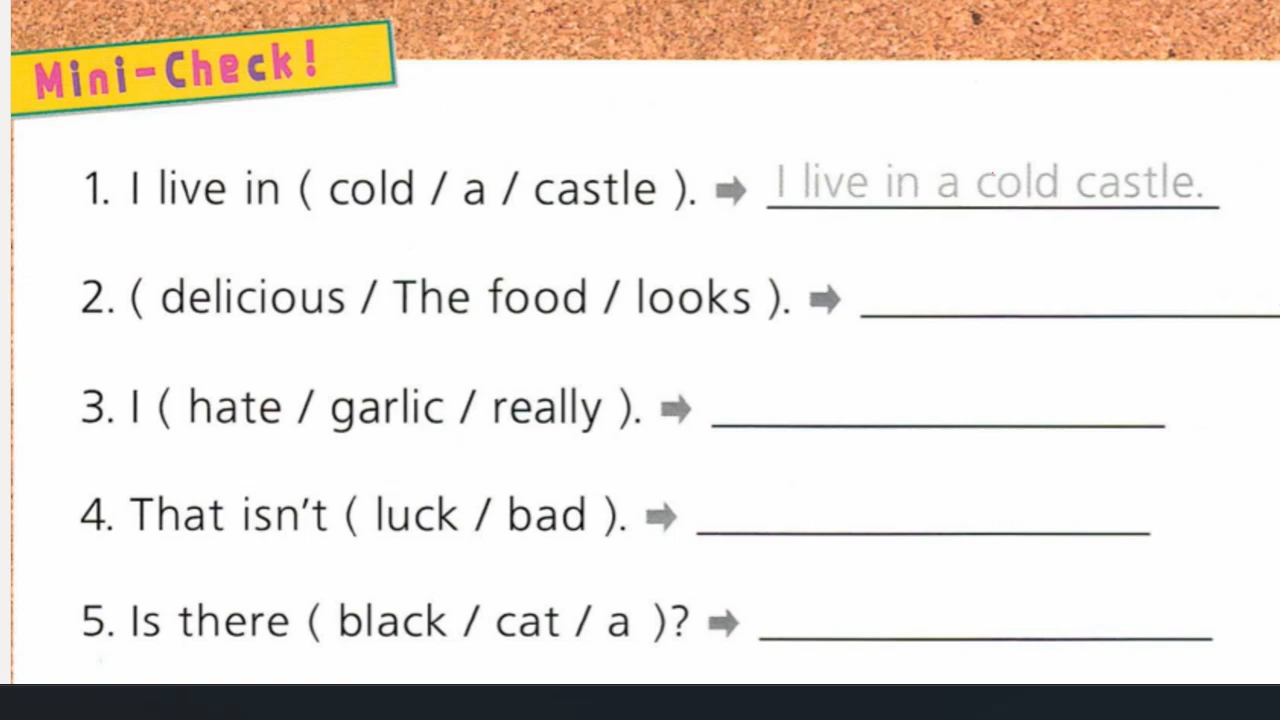 Mini-Check!
1. I live in ( cold / a / castle ). ➡ I live in a cold castle.
2. ( delicious / The food / looks ). ➡
3. I ( hate / garlic / really ). ➡
4. That isn't ( luck / bad ). ➡
5. Is there ( black / cat / a )? ➡